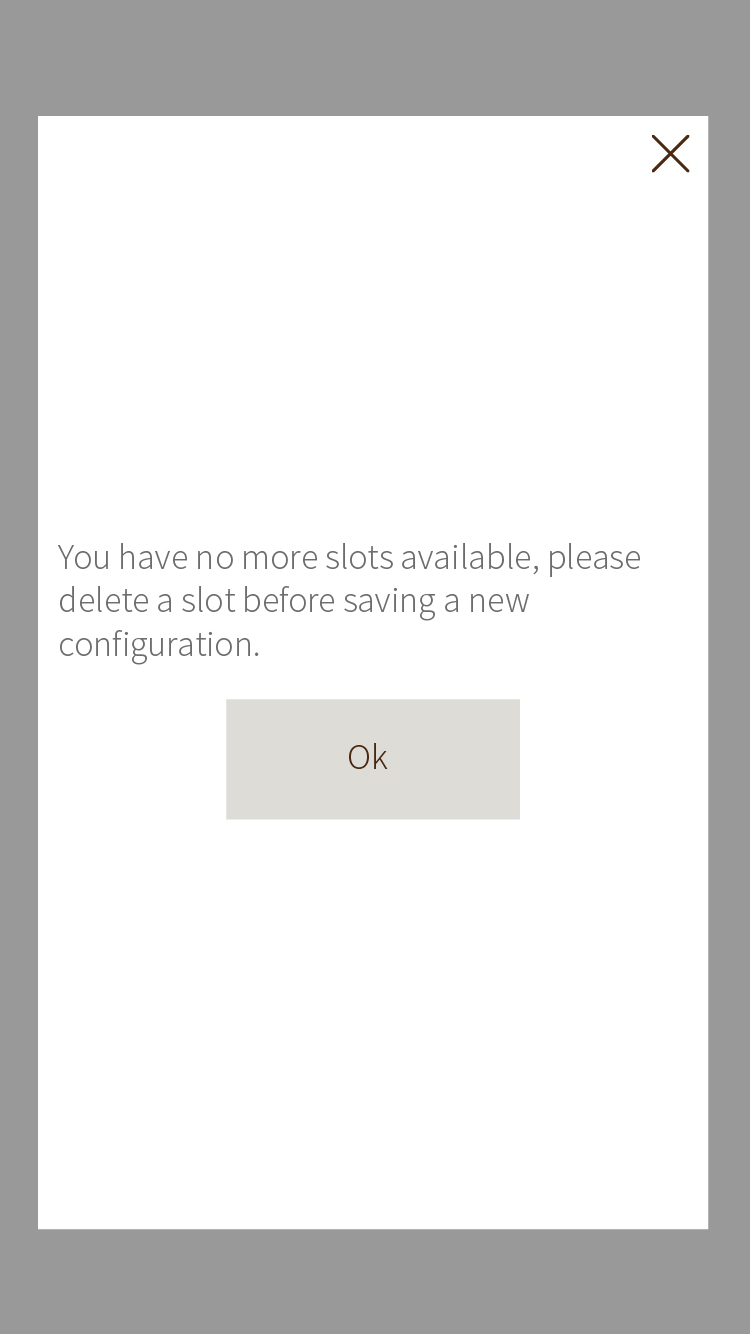 You have no more slots available, please
delete a slot before saving a new
configuration.
Ok